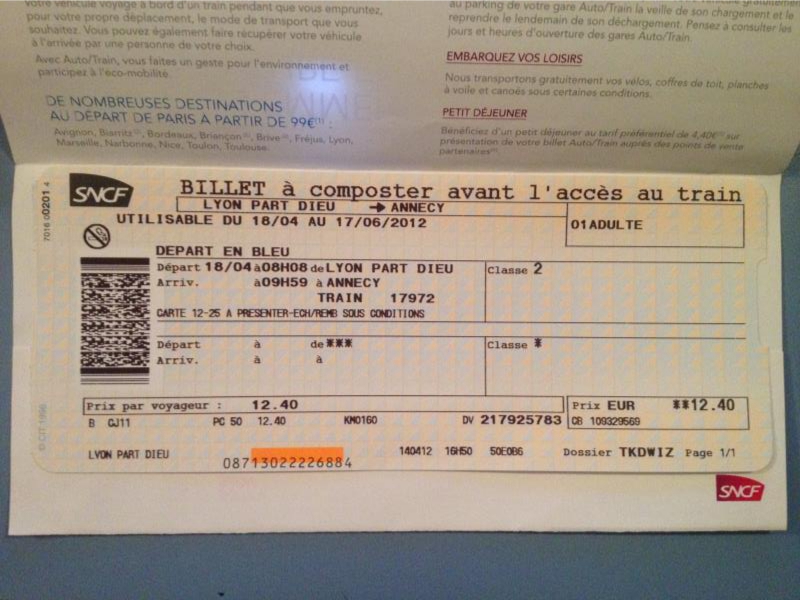 votre véhicule voyage à bord d'un train pendant que vous empruntez,
pour votre propre déplacement, le mode de transport que vous
souhaitez. Vous pouvez également faire récupérer votre véhicule
à l'arrivée par une personne de votre choix.
Avec Auto/Train, vous faites un geste pour l'environnement et
participez à l'éco-mobilité.
DE NOMBREUSES DESTINATIONS
AU DÉPART DE PARIS A PARTIR DE 99€(1) :
Avignon, Biarritz, Bordeaux, Briançon, Brive, Fréjus, Lyon,
Marseille, Narbonne, Nice, Toulon, Toulouse.
au parking de votre gare Auto/Train la veille de son chargement et le
reprendre le lendemain de son déchargement. Pensez à consulter les
jours et heures d'ouverture des gares Auto/Train.
EMBARQUEZ VOS LOISIRS
Nous transportons gratuitement vos vélos, coffres de toit, planches
à voile et canoës sous certaines conditions.
PETIT DÉJEUNER
Bénéficiez d'un petit déjeuner au tarif préférentiel de 4,40€ sur
présentation de votre billet Auto/Train auprès des points de vente
partenaires.
7016 00201 4
SNCF
BILLET à composter avant l'accès au train
LYON PART DIEU → ANNECY
UTILISABLE DU 18/04 AU 17/06/2012
01ADULTE
DEPART EN BLEU
Départ 18/04 à 08H08 de LYON PART DIEU
Classe 2
Arriv. à 09H59 à ANNECY
TRAIN 17972
CARTE 12-25 A PRESENTER-ECH/REMB SOUS CONDITIONS
Départ à de ***
Classe *
Arriv. à à
Prix par voyageur : 12.40
Prix EUR **12.40
B CJ11 PC 50 12.40 KM0160 DV 217925783
CB 109329569
© CIT 1996
LYON PART DIEU
08713022226884
140412 16H50 50E0B6 Dossier TKDWIZ Page 1/1
SNCF